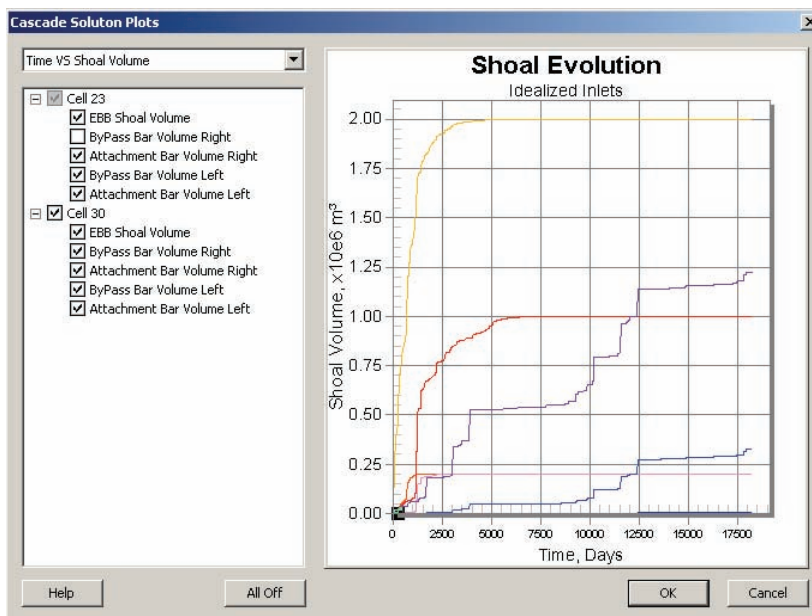 Cascade Soluton Plots
Time VS Shoal Volume
Cell 23
EBB Shoal Volume
ByPass Bar Volume Right
Attachment Bar Volume Right
ByPass Bar Volume Left
Attachment Bar Volume Left
Cell 30
EBB Shoal Volume
ByPass Bar Volume Right
Attachment Bar Volume Right
ByPass Bar Volume Left
Attachment Bar Volume Left
Shoal Evolution
Idealized Inlets
Shoal Volume, x10e6 m³
2.00
1.75
1.50
1.25
1.00
0.75
0.50
0.25
0.00
0 2500 5000 7500 10000 12500 15000 17500
Time, Days
Help
All Off
OK
Cancel